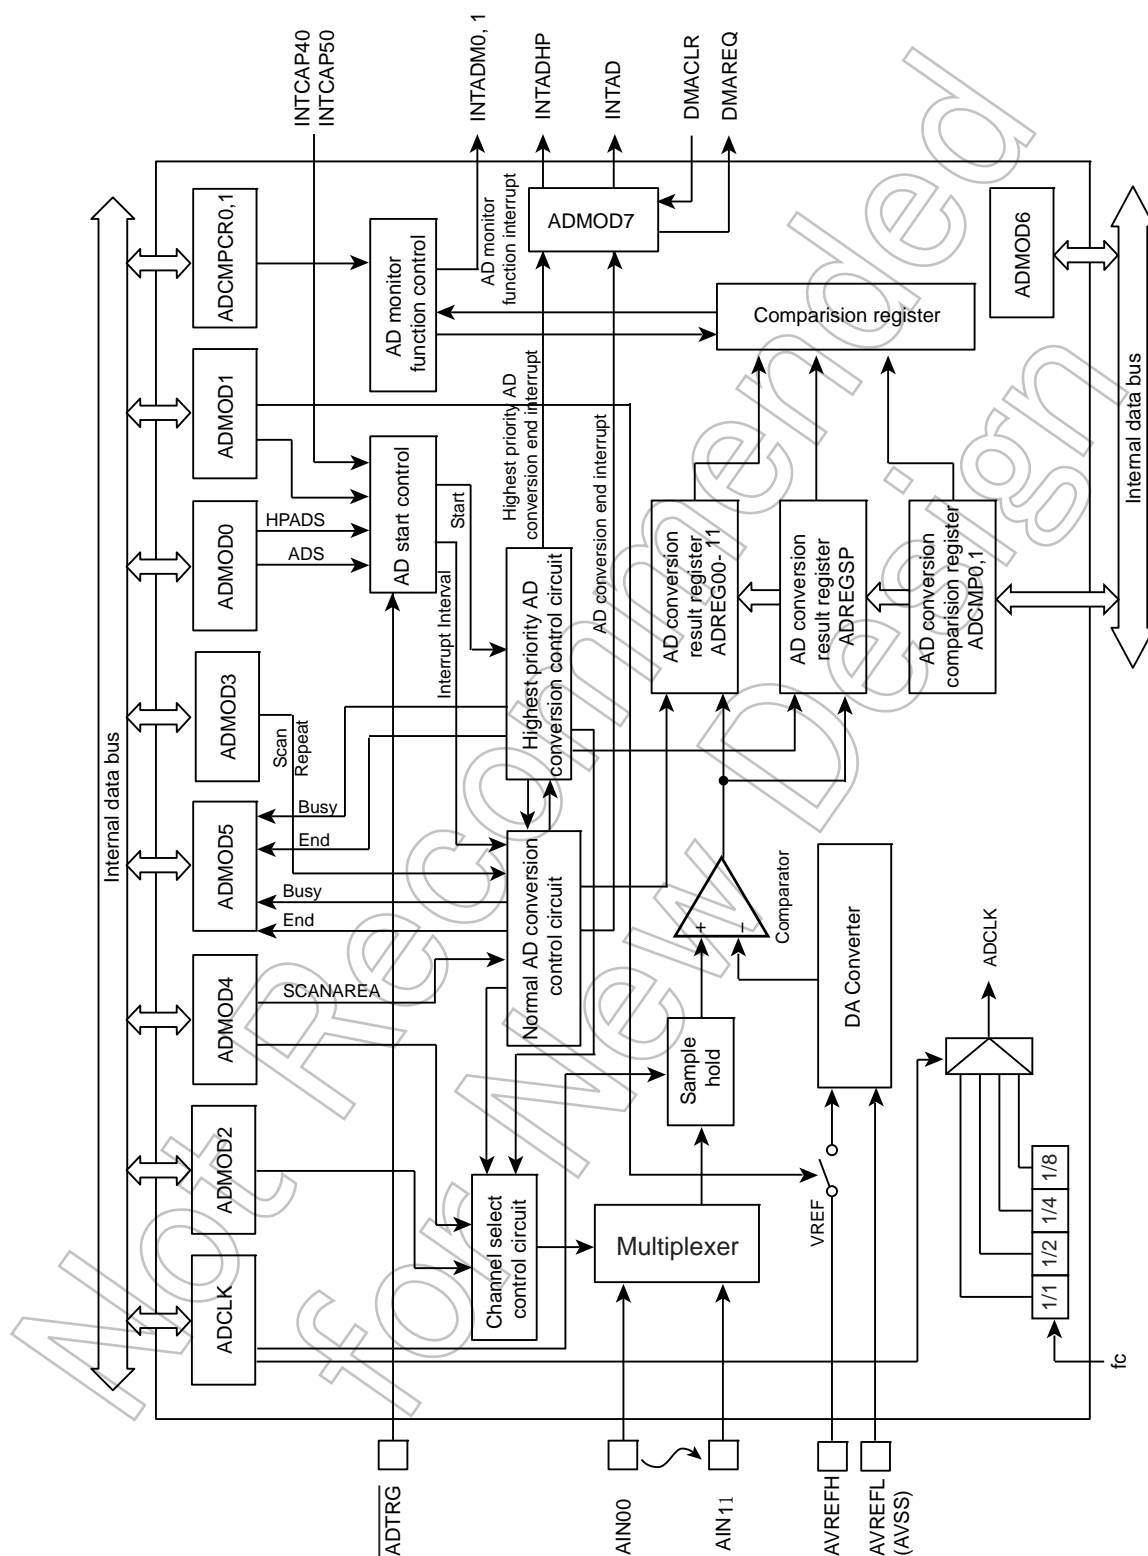 INTCAP40
INTCAP50
INTADM0, 1
INTADHP
INTAD
DMACLR
DMAREQ
Internal data bus
ADCMPCR0,1
ADMOD1
ADMOD0
ADMOD3
ADMOD5
ADMOD4
ADMOD2
ADCLK
AD monitor
function control
AD monitor
function interrupt
ADMOD7
ADMOD6
Comparision register
HPADS
ADS
AD start control
Start
Interrupt Interval
Highest priority AD
conversion end interrupt
AD conversion end interrupt
Scan
Repeat
Busy
End
Busy
End
SCANAREA
Highest priority AD
conversion control circuit
Normal AD conversion
control circuit
AD conversion
result register
ADREG00- 11
AD conversion
result register
ADREGSP
AD conversion
comparision register
ADCMP0,1
Internal data bus
Channel select
control circuit
Multiplexer
Sample
hold
+
−
Comparator
DA Converter
VREF
ADCLK
1/1
1/2
1/4
1/8
fc
ADTRG
AIN00
AIN11
AVREFH
AVREFL
(AVSS)
Not Recommended
for New Design